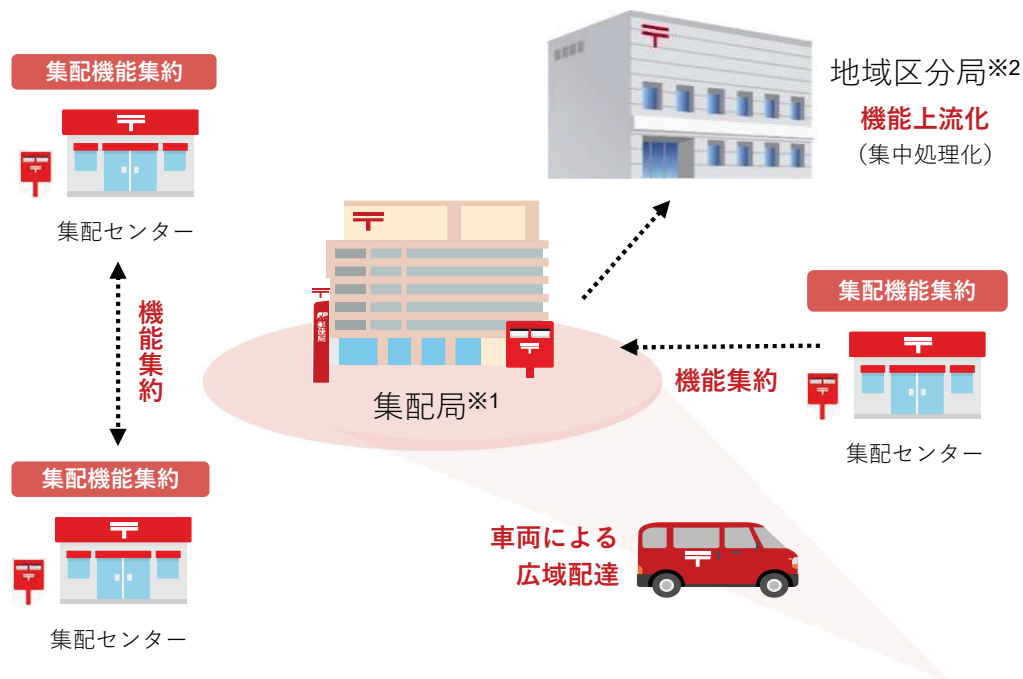 集配機能集約
集配センター
機能集約
集配機能集約
集配センター
地域区分局※2
機能上流化
（集中処理化）
郵便局
集配局※1
集配機能集約
機能集約
集配センター
車両による
広域配達